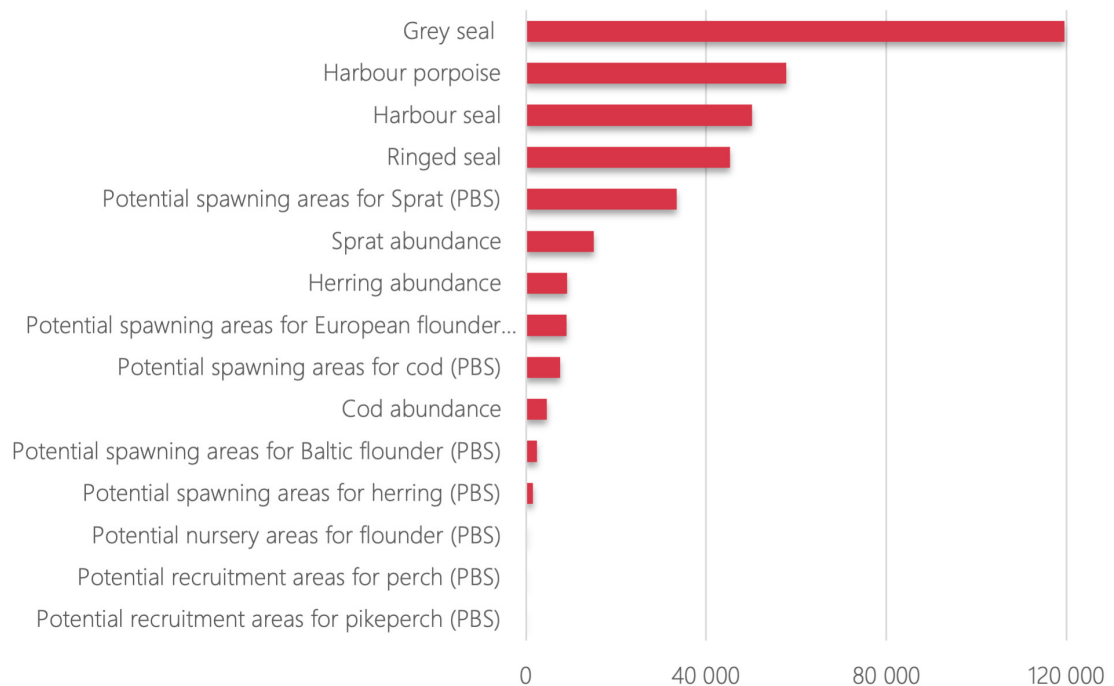 Grey seal
Harbour porpoise
Harbour seal
Ringed seal
Potential spawning areas for Sprat (PBS)
Sprat abundance
Herring abundance
Potential spawning areas for European flounder...
Potential spawning areas for cod (PBS)
Cod abundance
Potential spawning areas for Baltic flounder (PBS)
Potential spawning areas for herring (PBS)
Potential nursery areas for flounder (PBS)
Potential recruitment areas for perch (PBS)
Potential recruitment areas for pikeperch (PBS)
0 40 000 80 000 120 000